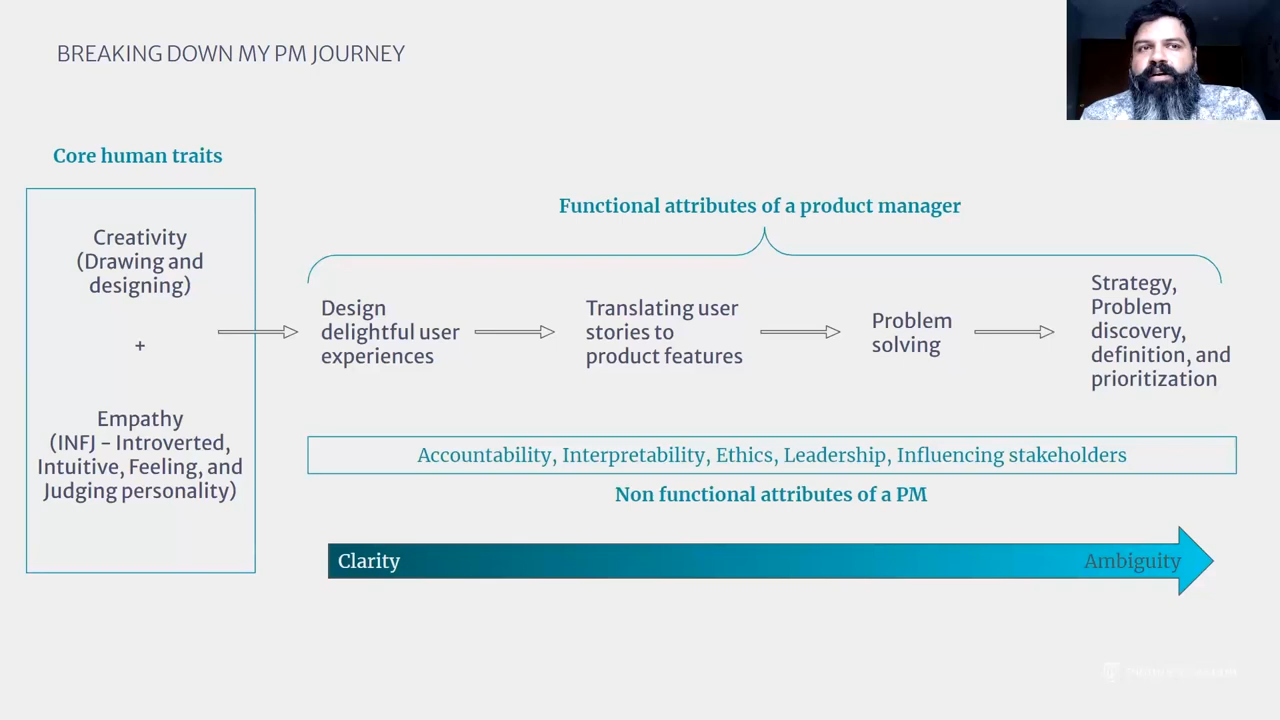 BREAKING DOWN MY PM JOURNEY
Core human traits
Creativity
(Drawing and
designing)
+
Empathy
(INFJ - Introverted,
Intuitive, Feeling, and
Judging personality)
Functional attributes of a product manager
Design
delightful user
experiences
Translating user
stories to
product features
Problem
solving
Strategy,
Problem
discovery,
definition, and
prioritization
Accountability, Interpretability, Ethics, Leadership, Influencing stakeholders
Non functional attributes of a PM
Clarity
Ambiguity